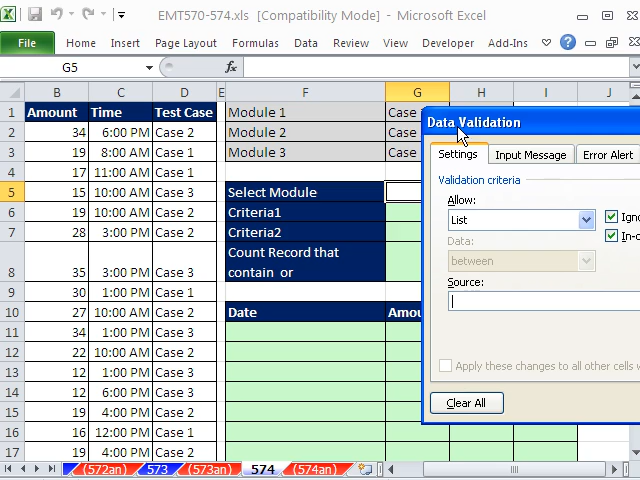 EMT570-574.xls [Compatibility Mode] - Microsoft Excel
File Home Insert Page Layout Formulas Data Review View Developer Add-Ins
G5 fx
B C D E F G H I J
1 Amount Time Test Case Module 1 Case
2 34 6:00 PM Case 2 Module 2 Case
3 19 8:00 AM Case 1 Module 3 Case
4 17 11:00 AM Case 1
5 15 10:00 AM Case 3 Select Module
6 19 10:00 AM Case 2 Criteria1
7 28 3:00 PM Case 2 Criteria2
8 35 3:00 PM Case 3 Count Record that
contain or
9 30 1:00 PM Case 1
10 27 10:00 AM Case 2 Date Amou
11 34 1:00 PM Case 3
12 22 10:00 AM Case 2
13 12 1:00 PM Case 3
14 12 6:00 PM Case 3
15 19 4:00 PM Case 2
16 16 12:00 PM Case 1
17 19 4:00 PM Case 2
Data Validation
Settings Input Message Error Alert
Validation criteria
Allow:
List Igno
Data: In-c
between
Source:
Apply these changes to all other cells w
Clear All
(572an) 573 (573an) 574 (574an)